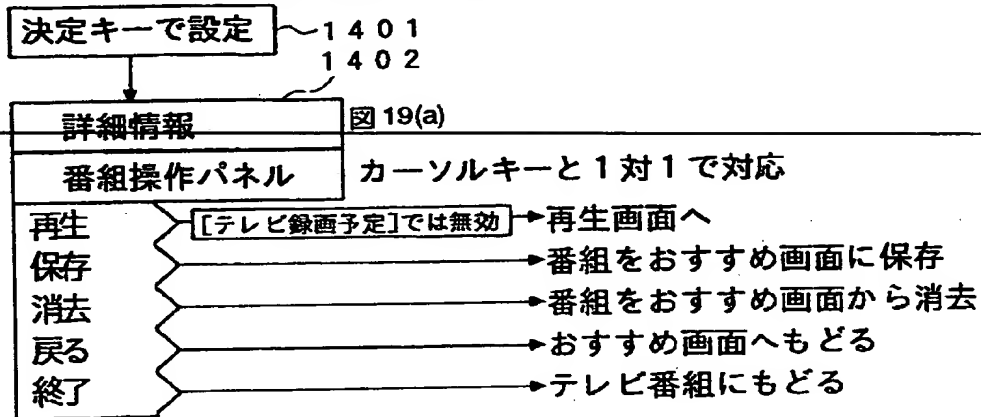 決定キーで設定 1401
1402
詳細情報 図19(a)
番組操作パネル カーソルキーと1対1で対応
再生 [テレビ録画予定]では無効 再生画面へ
保存 番組をおすすめ画面に保存
消去 番組をおすすめ画面から消去
戻る おすすめ画面へもどる
終了 テレビ番組にもどる